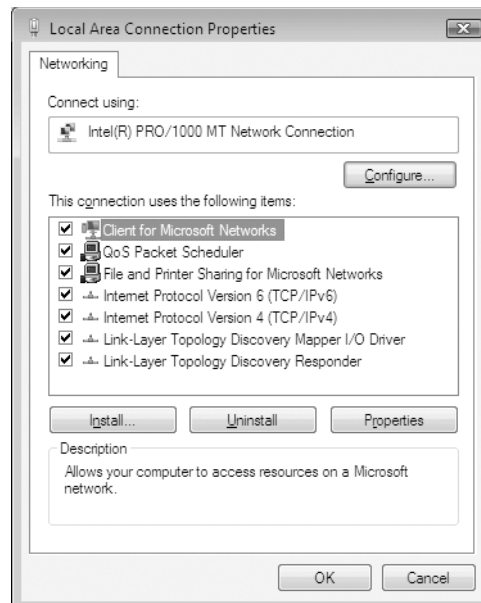 Local Area Connection Properties
Networking
Connect using:
Intel(R) PRO/1000 MT Network Connection
Configure...
This connection uses the following items:
Client for Microsoft Networks
QoS Packet Scheduler
File and Printer Sharing for Microsoft Networks
Internet Protocol Version 6 (TCP/IPv6)
Internet Protocol Version 4 (TCP/IPv4)
Link-Layer Topology Discovery Mapper I/O Driver
Link-Layer Topology Discovery Responder
Install... Uninstall Properties
Description
Allows your computer to access resources on a Microsoft
network.
OK Cancel